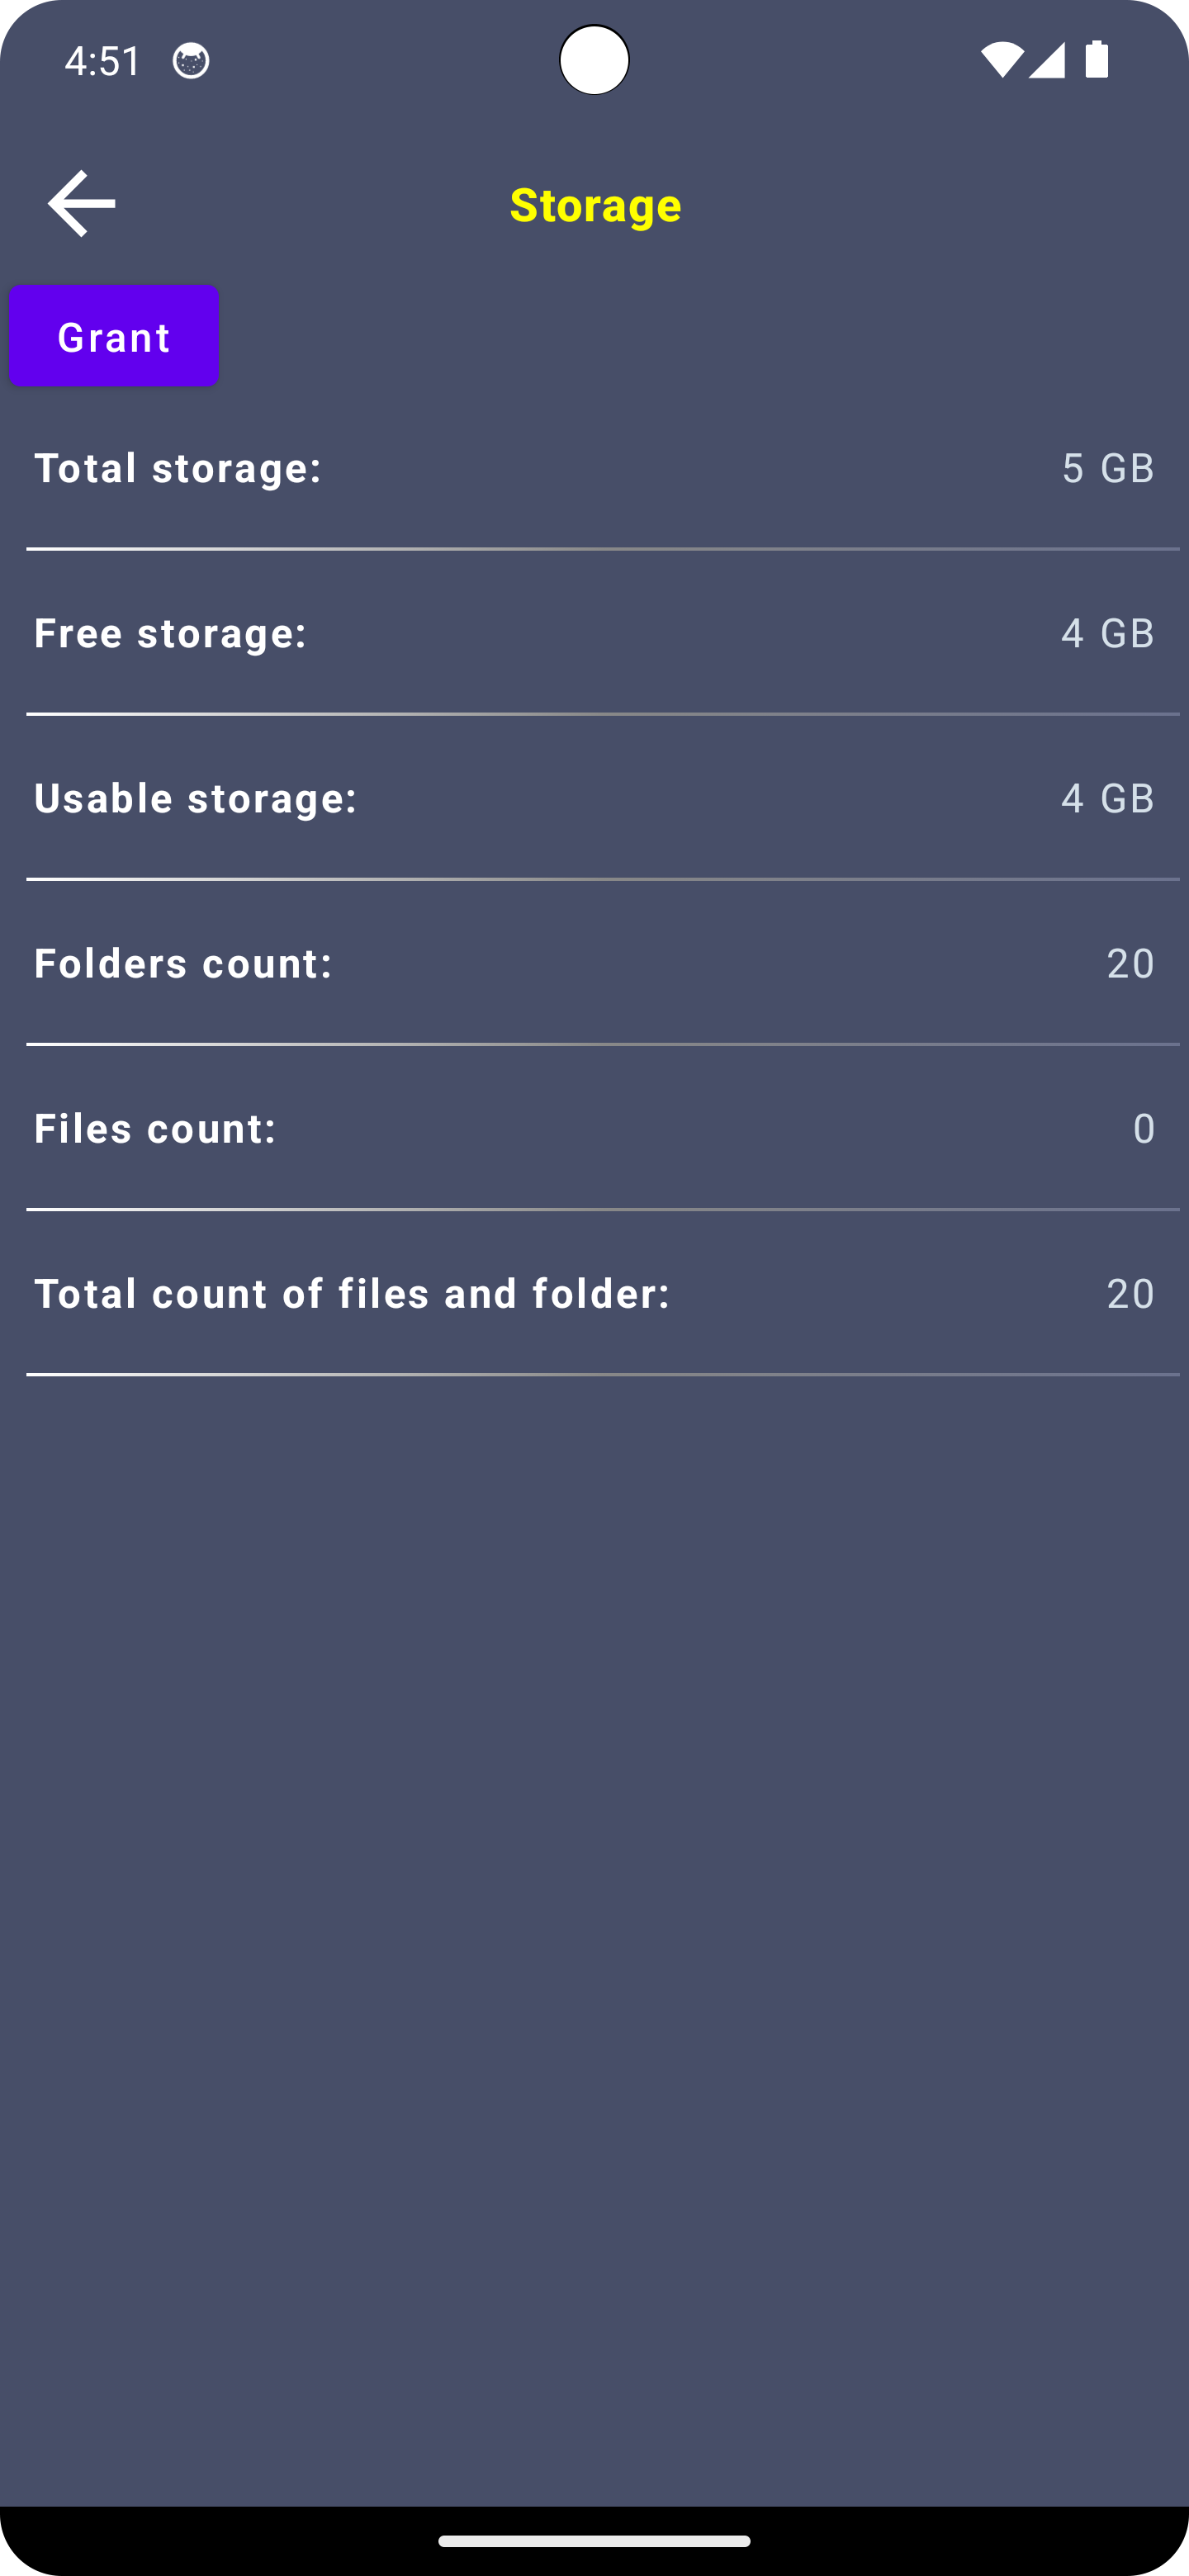 4:51
Storage
Grant
Total storage: 5 GB
Free storage: 4 GB
Usable storage: 4 GB
Folders count: 20
Files count: 0
Total count of files and folder: 20